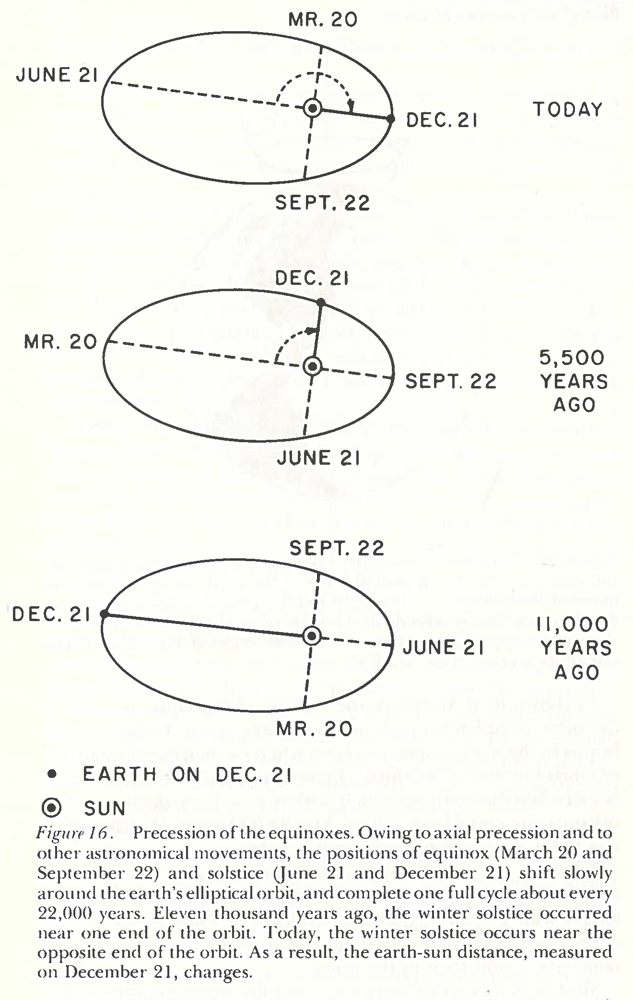 MR. 20
JUNE 21
DEC. 21
TODAY
SEPT. 22
DEC. 21
MR. 20
SEPT. 22
5,500
YEARS
AGO
JUNE 21
SEPT. 22
DEC. 21
JUNE 21
11,000
YEARS
AGO
MR. 20
EARTH ON DEC. 21
SUN
Figure 16. Precession of the equinoxes. Owing to axial precession and to
other astronomical movements, the positions of equinox (March 20 and
September 22) and solstice (June 21 and December 21) shift slowly
around the earth's elliptical orbit, and complete one full cycle about every
22,000 years. Eleven thousand years ago, the winter solstice occurred
near one end of the orbit. Today, the winter solstice occurs near the
opposite end of the orbit. As a result, the earth-sun distance, measured
on December 21, changes.